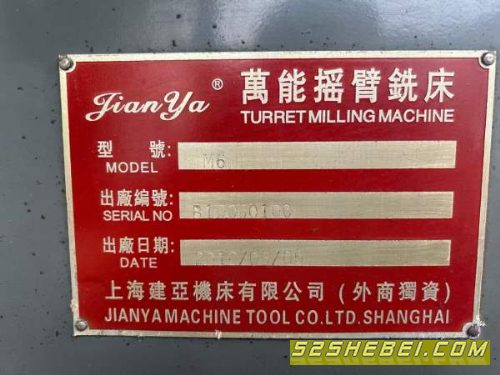 JianYa® 萬能摇臂銑床
TURRET MILLING MACHINE
型 號:
MODEL
出廠編號:
SERIAL NO
出廠日期:
DATE
上海建亞機床有限公司 (外商獨資)
JIANYA MACHINE TOOL CO.LTD.SHANGHAI
52SHEBEI.COM